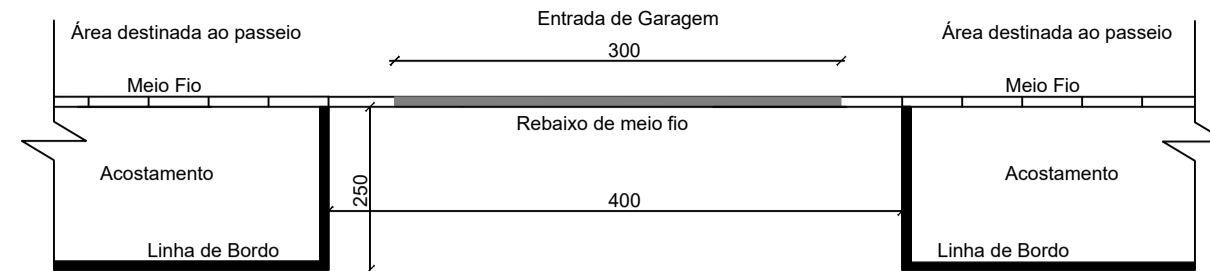 Entrada de Garagem
Área destinada ao passeio
Área destinada ao passeio
300
Meio Fio
Meio Fio
Rebaixo de meio fio
Acostamento
Acostamento
250
400
Linha de Bordo
Linha de Bordo